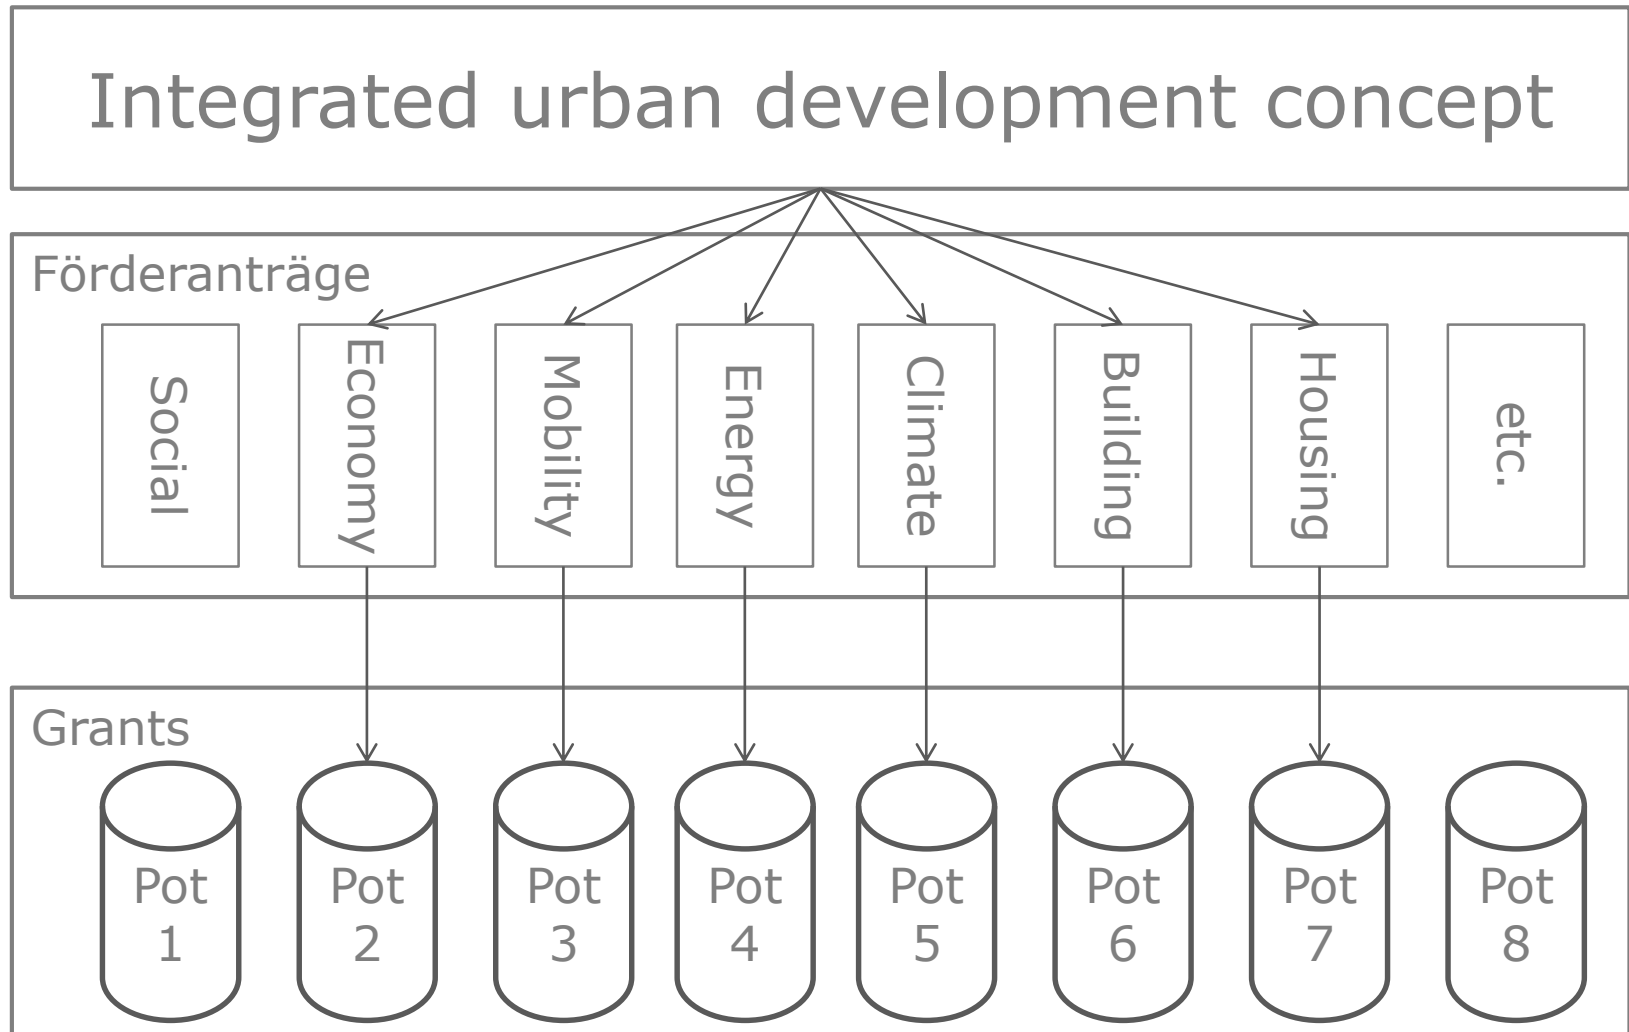 Integrated urban development concept
Förderanträge
Social
Economy
Mobility
Energy
Climate
Building
Housing
etc.
Grants
Pot
1
Pot
2
Pot
3
Pot
4
Pot
5
Pot
6
Pot
7
Pot
8